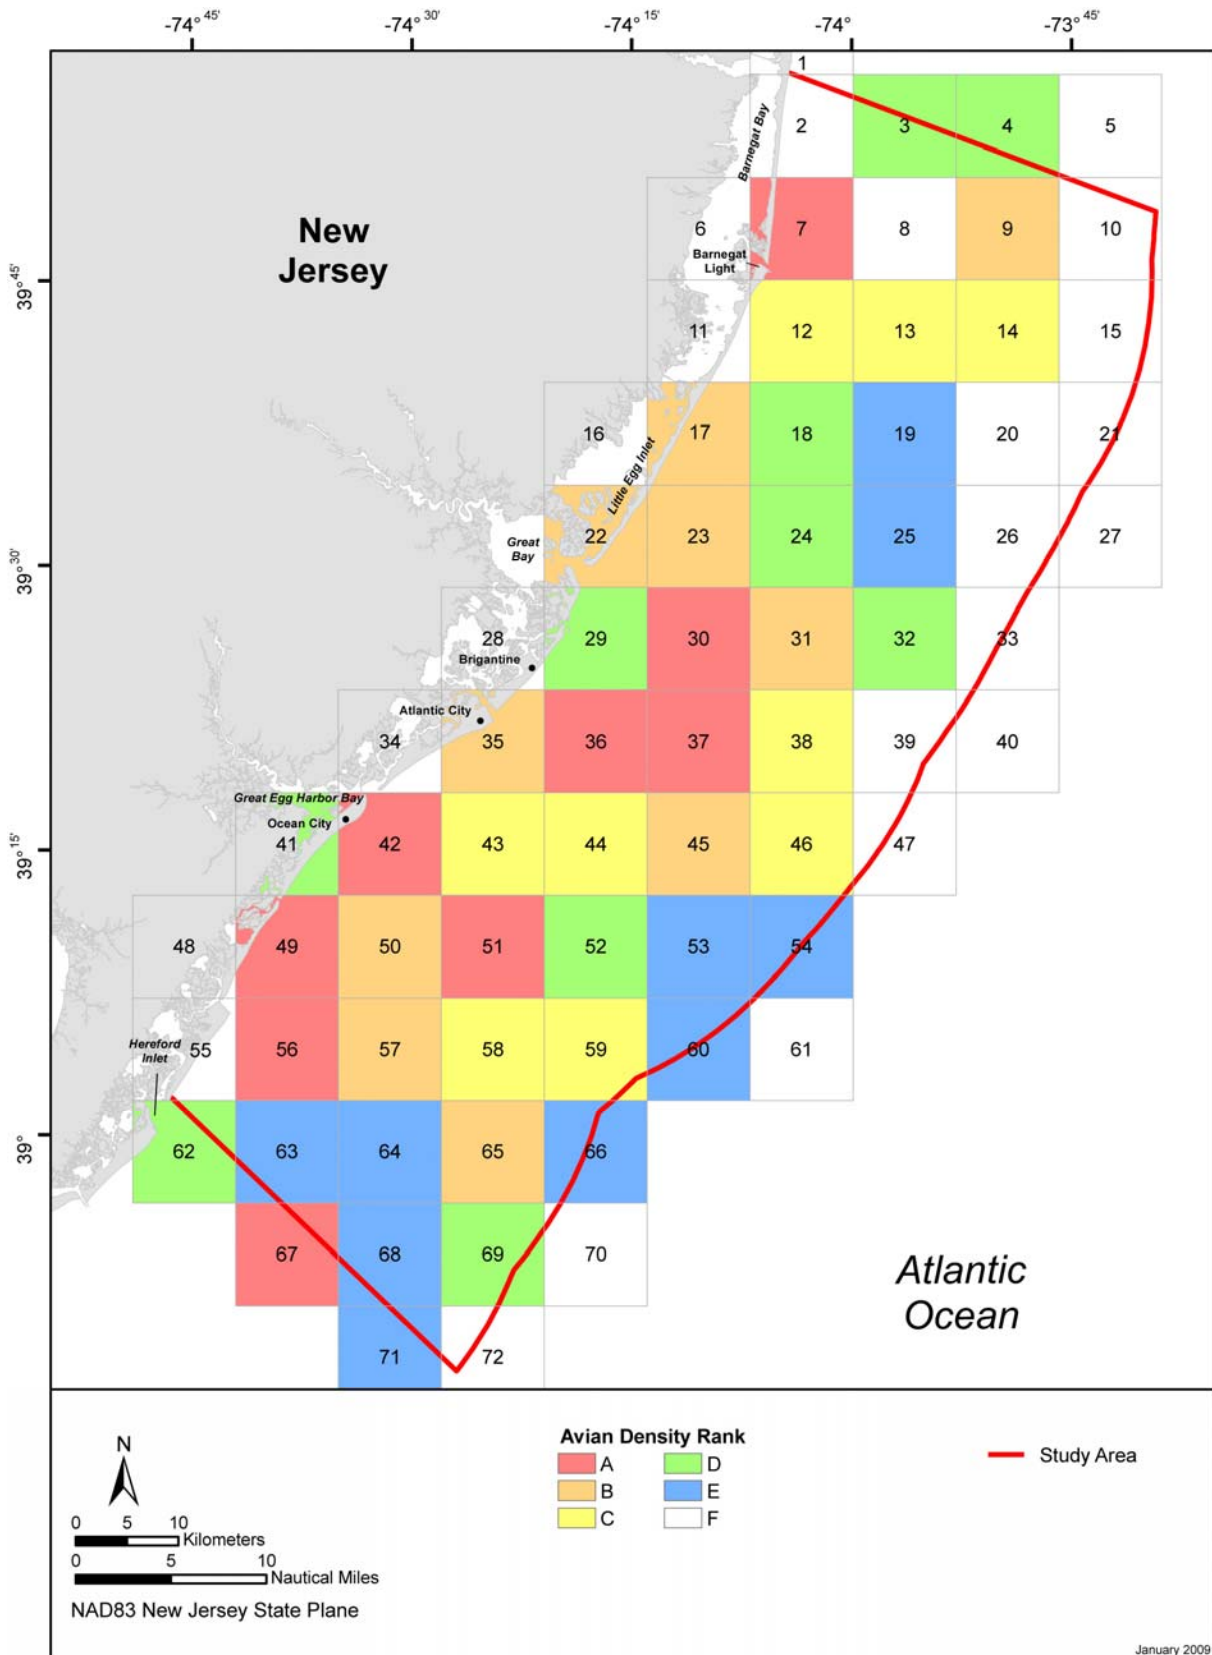 -74°45'
-74°30'
-74°15'
-74°
-73°45'
1
2
3
4
5
Barnegat Bay
New
Jersey
6
7
8
9
10
Barnegat
Light
39°45'
11
12
13
14
15
16
17
18
19
20
21
Little Egg Inlet
22
23
24
25
26
27
Great
Bay
39°30'
28
29
30
31
32
33
Brigantine
Atlantic City
34
35
36
37
38
39
40
Great Egg Harbor Bay
Ocean City
41
42
43
44
45
46
47
39°15'
48
49
50
51
52
53
54
Hereford
Inlet
55
56
57
58
59
60
61
39°
62
63
64
65
66
67
68
69
70
Atlantic
Ocean
71
72
N
0 5 10
Kilometers
0 5 10
Nautical Miles
NAD83 New Jersey State Plane
Avian Density Rank
A
B
C
D
E
F
Study Area
January 2009